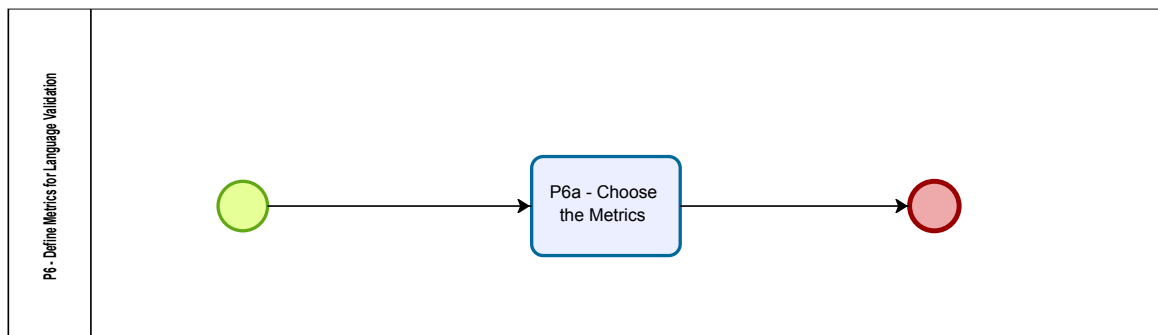 P6 - Define Metrics for Language Validation
P6a - Choose
the Metrics